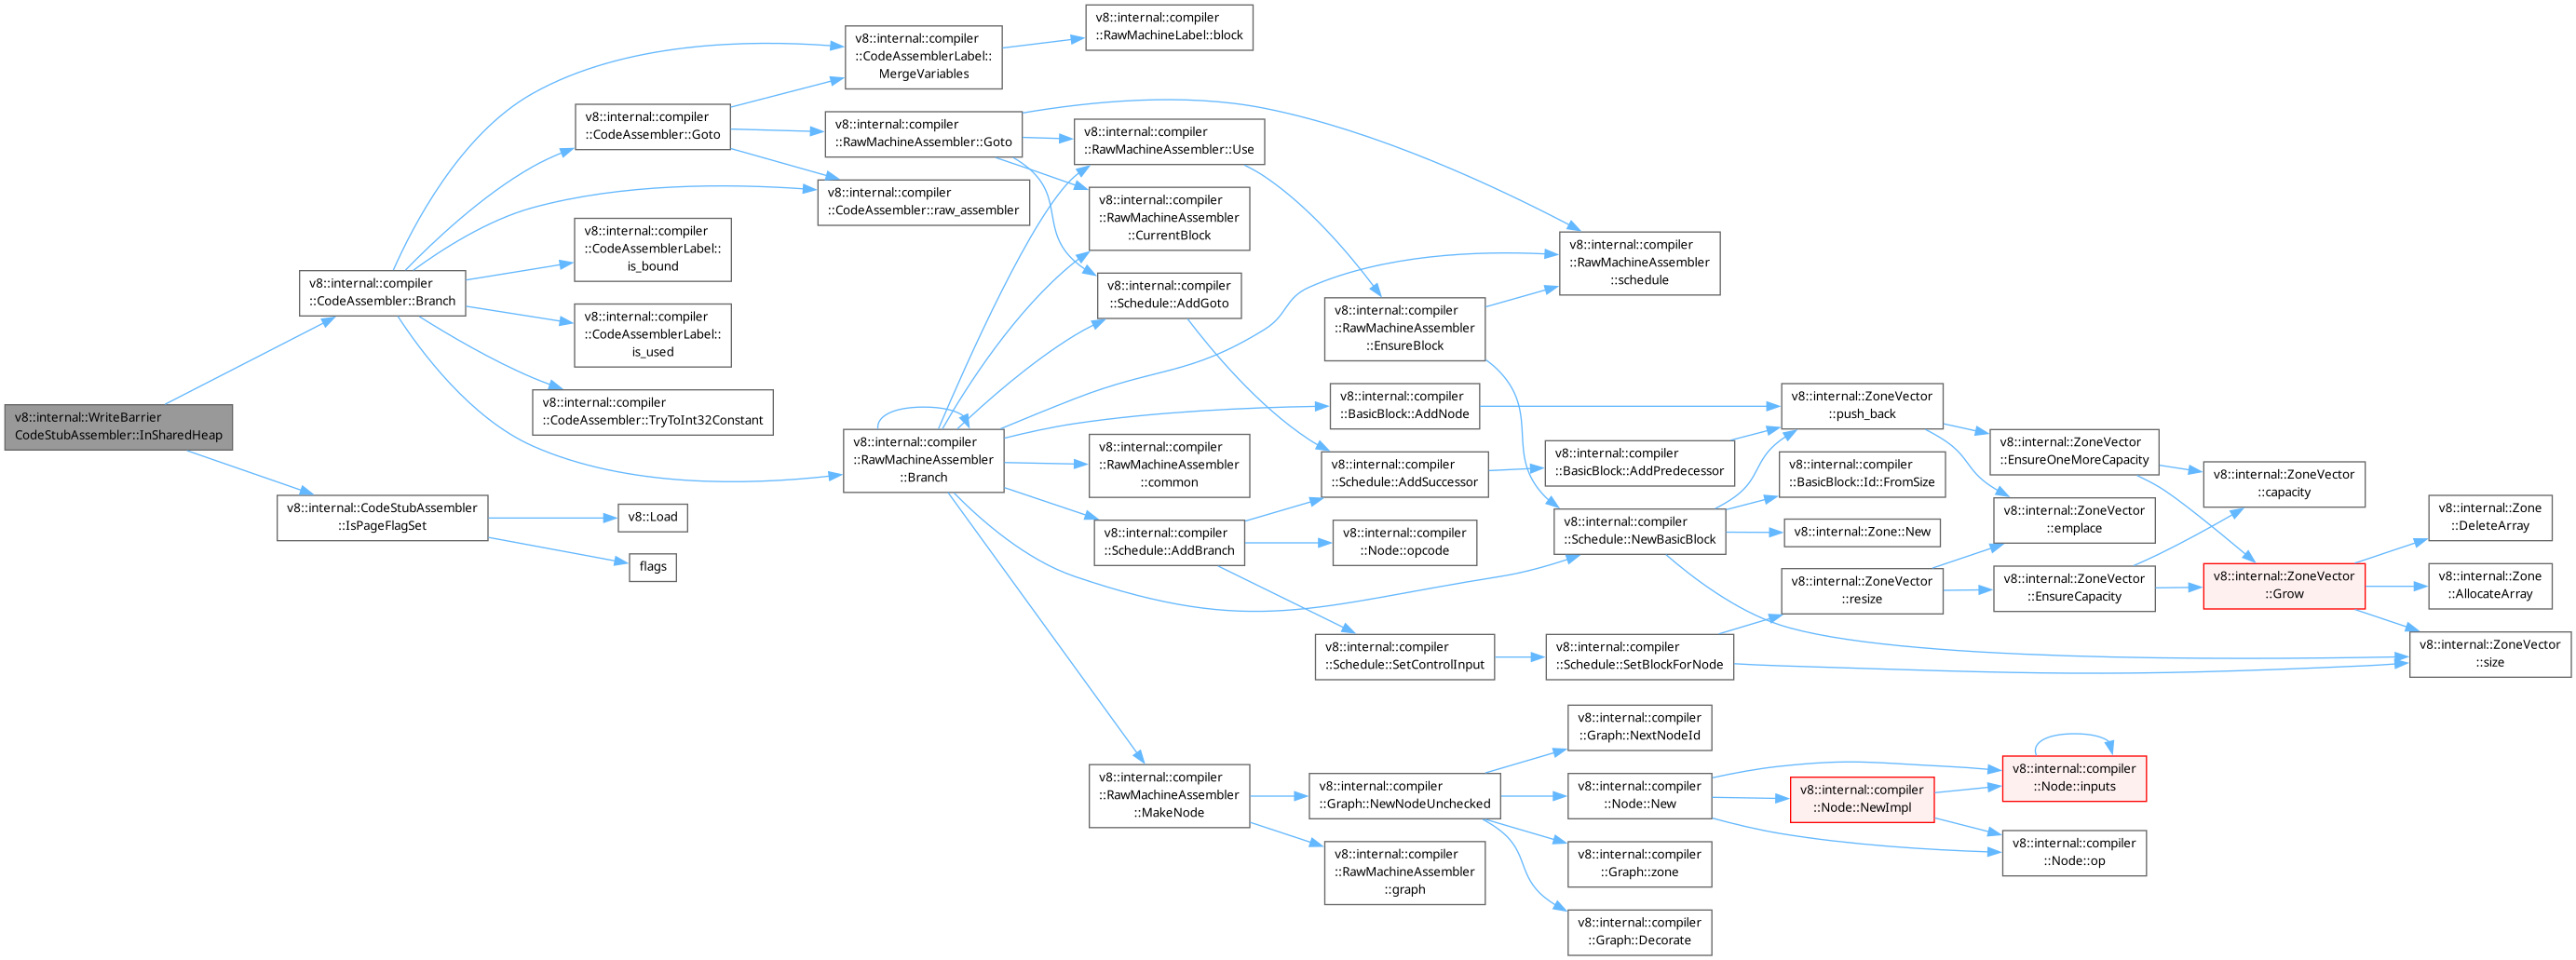 v8::internal::WriteBarrier
CodeStubAssembler::InSharedHeap
v8::internal::compiler
::CodeAssembler::Branch
v8::internal::CodeStubAssembler
::IsPageFlagSet
v8::internal::compiler
::CodeAssembler::Goto
v8::internal::compiler
::CodeAssemblerLabel::
is_bound
v8::internal::compiler
::CodeAssemblerLabel::
is_used
v8::internal::compiler
::CodeAssembler::TryToInt32Constant
v8::Load
flags
v8::internal::compiler
::CodeAssemblerLabel::
MergeVariables
v8::internal::compiler
::RawMachineAssembler::Goto
v8::internal::compiler
::CodeAssembler::raw_assembler
v8::internal::compiler
::RawMachineAssembler
::Branch
v8::internal::compiler
::RawMachineLabel::block
v8::internal::compiler
::RawMachineAssembler::Use
v8::internal::compiler
::RawMachineAssembler
::CurrentBlock
v8::internal::compiler
::Schedule::AddGoto
v8::internal::compiler
::RawMachineAssembler
::common
v8::internal::compiler
::Schedule::AddBranch
v8::internal::compiler
::RawMachineAssembler
::MakeNode
v8::internal::compiler
::RawMachineAssembler
::EnsureBlock
v8::internal::compiler
::BasicBlock::AddNode
v8::internal::compiler
::Schedule::AddSuccessor
v8::internal::compiler
::Node::opcode
v8::internal::compiler
::Schedule::SetControlInput
v8::internal::compiler
::Graph::NewNodeUnchecked
v8::internal::compiler
::RawMachineAssembler
::graph
v8::internal::compiler
::RawMachineAssembler
::schedule
v8::internal::compiler
::BasicBlock::AddPredecessor
v8::internal::compiler
::Schedule::NewBasicBlock
v8::internal::compiler
::Schedule::SetBlockForNode
v8::internal::compiler
::Graph::NextNodeId
v8::internal::compiler
::Node::New
v8::internal::compiler
::Graph::zone
v8::internal::compiler
::Graph::Decorate
v8::internal::ZoneVector
::push_back
v8::internal::compiler
::BasicBlock::Id::FromSize
v8::internal::Zone::New
v8::internal::ZoneVector
::resize
v8::internal::compiler
::Node::NewImpl
v8::internal::ZoneVector
::EnsureOneMoreCapacity
v8::internal::ZoneVector
::emplace
v8::internal::ZoneVector
::EnsureCapacity
v8::internal::compiler
::Node::inputs
v8::internal::compiler
::Node::op
v8::internal::ZoneVector
::capacity
v8::internal::ZoneVector
::Grow
v8::internal::Zone
::DeleteArray
v8::internal::Zone
::AllocateArray
v8::internal::ZoneVector
::size